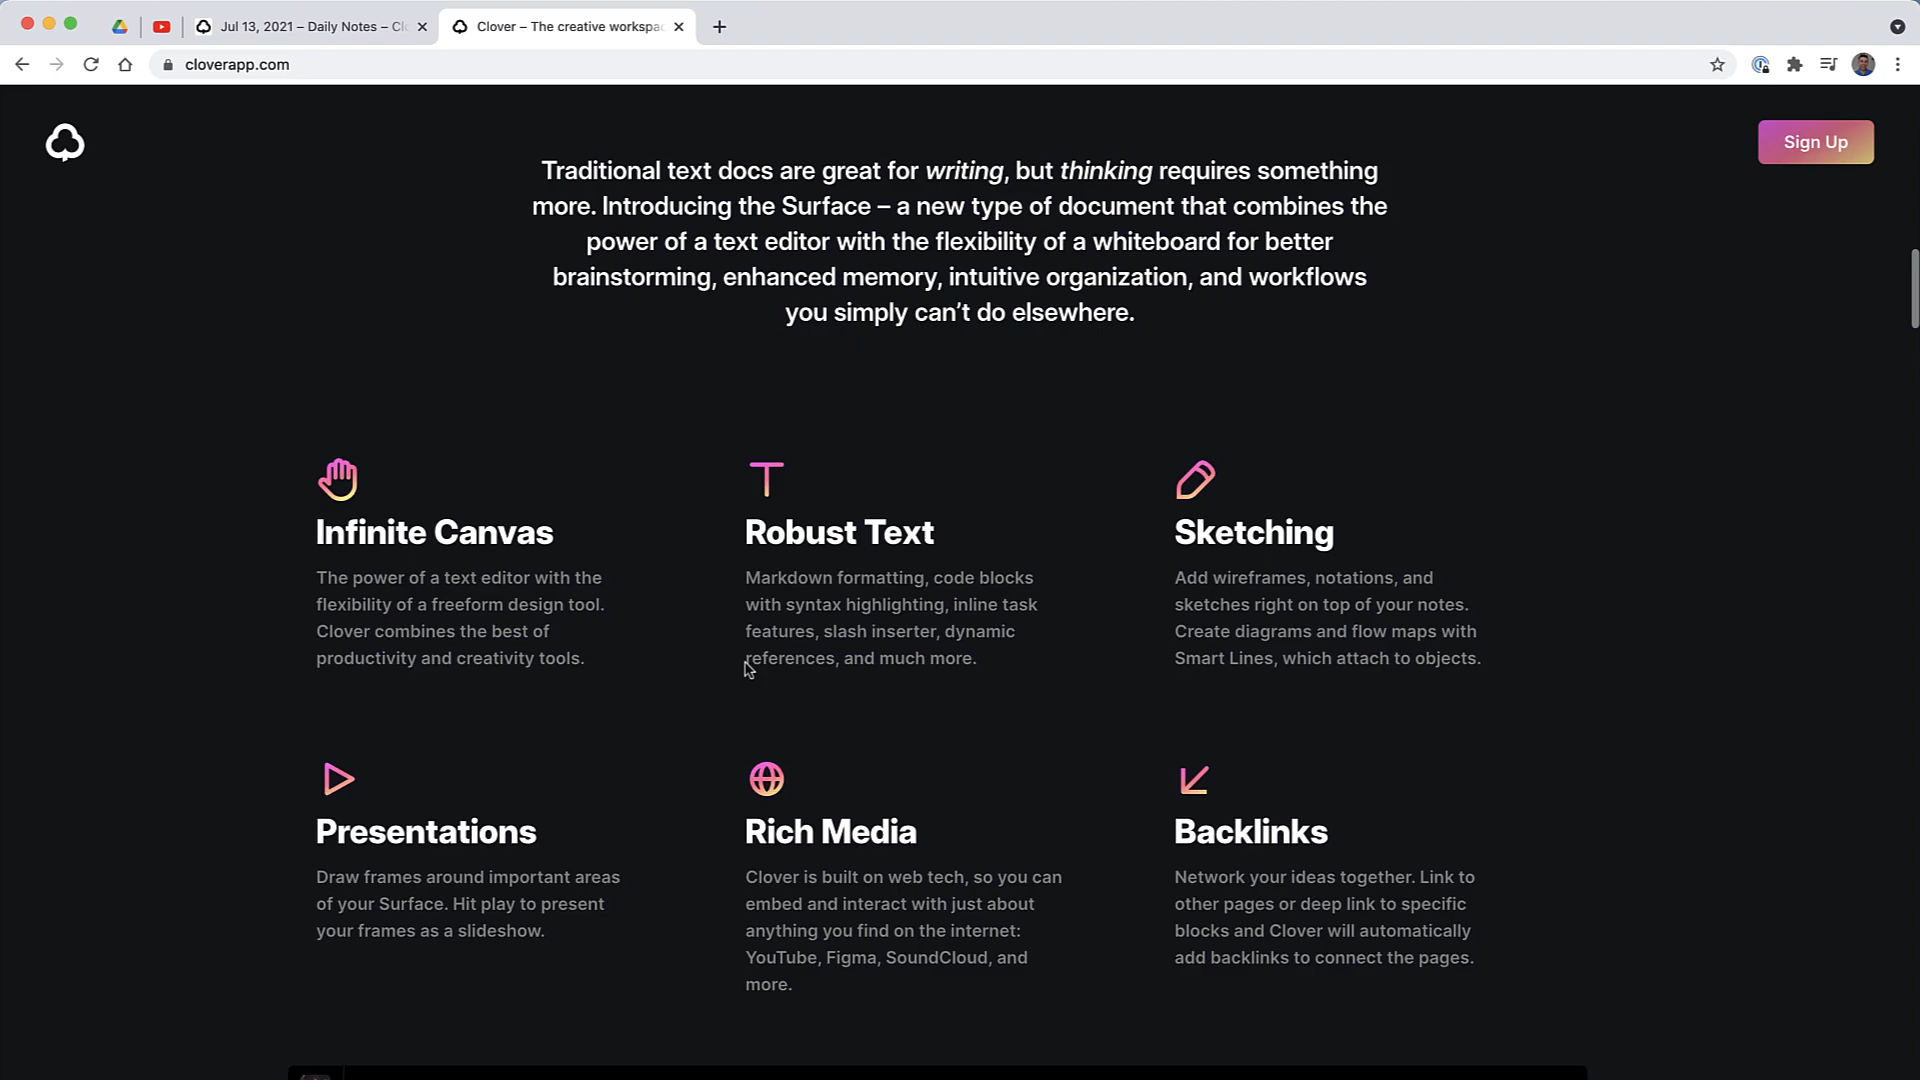 Jul 13, 2021 – Daily Notes – Cl
Clover – The creative workspa
cloverapp.com
Sign Up
Traditional text docs are great for writing, but thinking requires something
more. Introducing the Surface – a new type of document that combines the
power of a text editor with the flexibility of a whiteboard for better
brainstorming, enhanced memory, intuitive organization, and workflows
you simply can’t do elsewhere.
Infinite Canvas
The power of a text editor with the
flexibility of a freeform design tool.
Clover combines the best of
productivity and creativity tools.
Robust Text
Markdown formatting, code blocks
with syntax highlighting, inline task
features, slash inserter, dynamic
references, and much more.
Sketching
Add wireframes, notations, and
sketches right on top of your notes.
Create diagrams and flow maps with
Smart Lines, which attach to objects.
Presentations
Draw frames around important areas
of your Surface. Hit play to present
your frames as a slideshow.
Rich Media
Clover is built on web tech, so you can
embed and interact with just about
anything you find on the internet:
YouTube, Figma, SoundCloud, and
more.
Backlinks
Network your ideas together. Link to
other pages or deep link to specific
blocks and Clover will automatically
add backlinks to connect the pages.